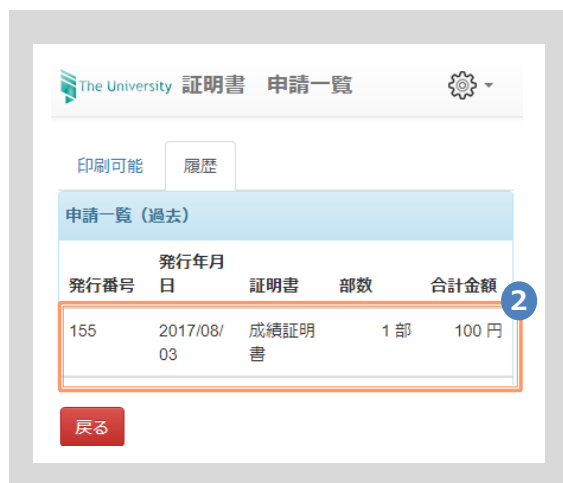 The University 証明書 申請一覧
印刷可能 履歴
申請一覧（過去）
発行番号 発行年月日 証明書 部数 合計金額
2
155 2017/08/03 成績証明書 1 部 100 円
戻る